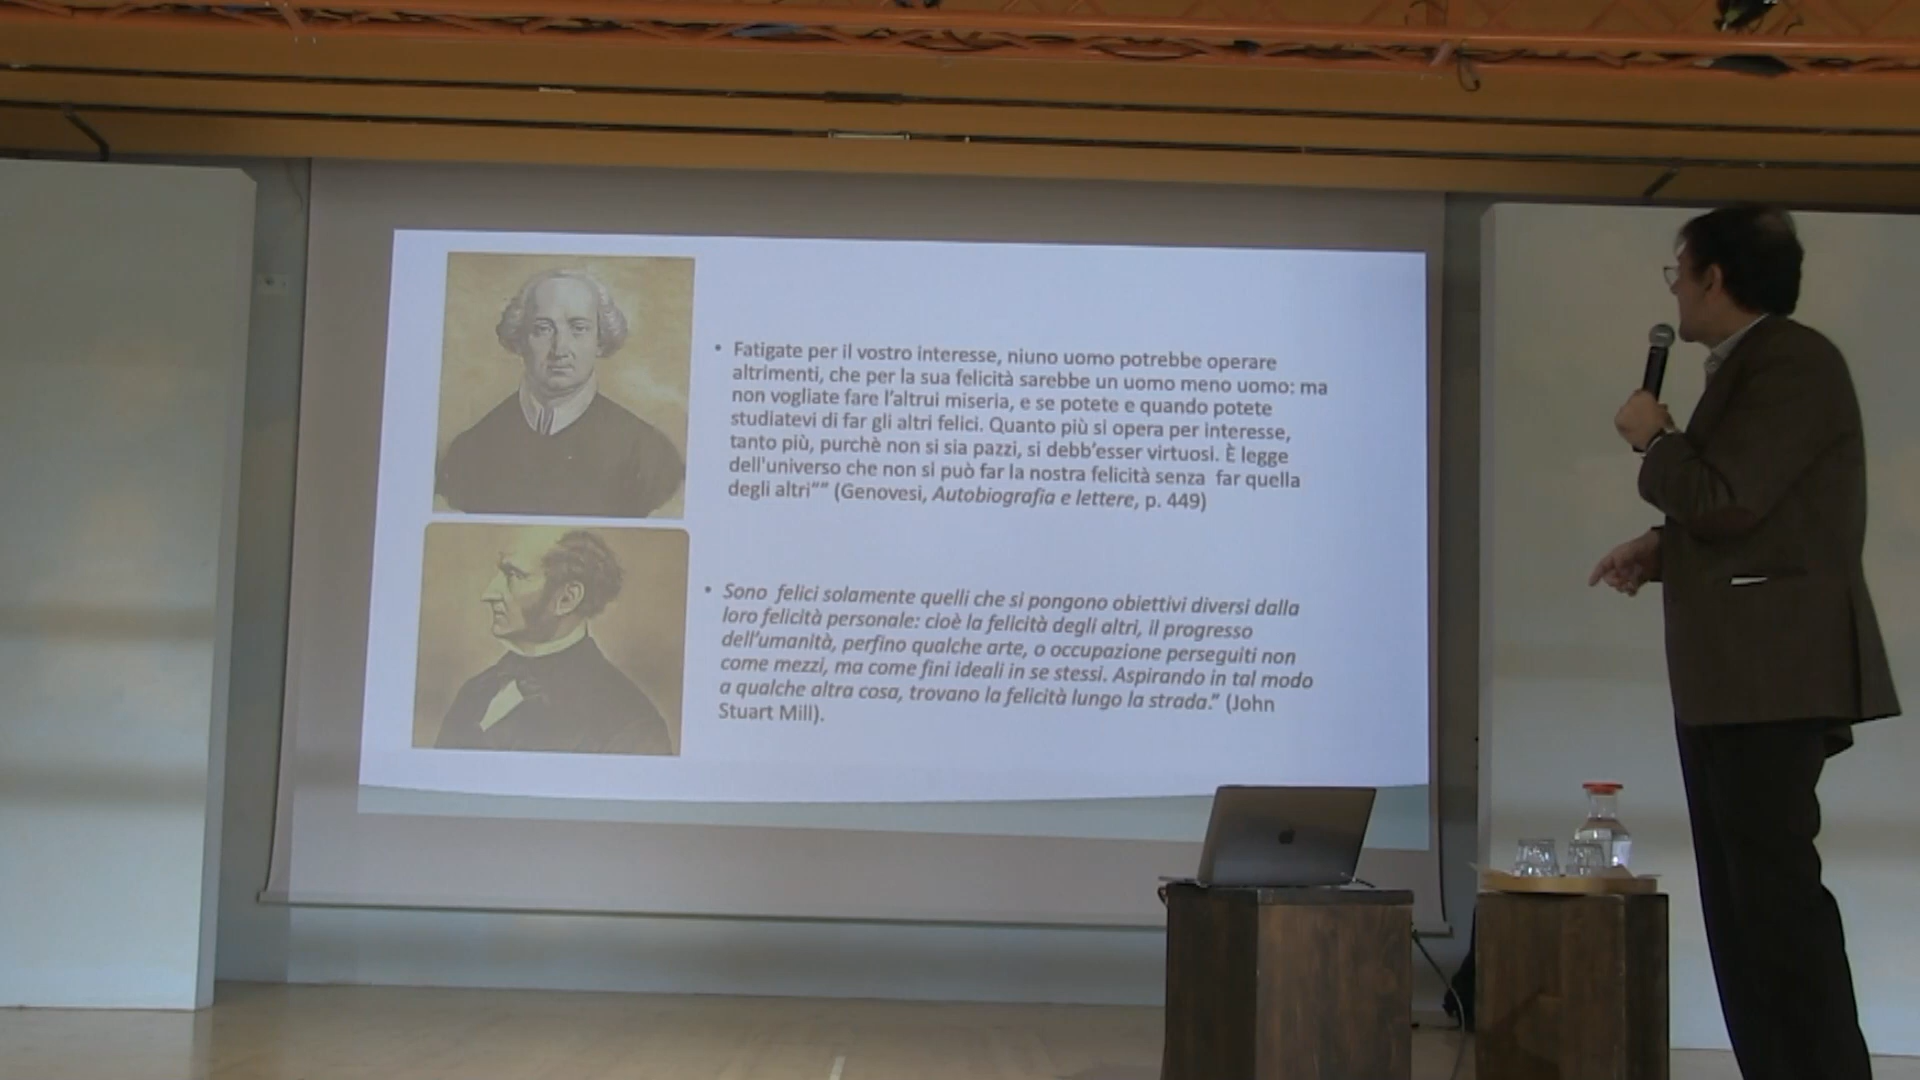 • Fatigate per il vostro interesse, niuno uomo potrebbe operare
altrimenti, che per la sua felicità sarebbe un uomo meno uomo: ma
non vogliate fare l'altrui miseria, e se potete e quando potete
studiatevi di far gli altri felici. Quanto più si opera per interesse,
tanto più, purchè non si sia pazzi, si debb'esser virtuosi. È legge
dell'universo che non si può far la nostra felicità senza far quella
degli altri"" (Genovesi, Autobiografia e lettere, p. 449)
• Sono felici solamente quelli che si pongono obiettivi diversi dalla
loro felicità personale: cioè la felicità degli altri, il progresso
dell'umanità, perfino qualche arte, o occupazione perseguiti non
come mezzi, ma come fini ideali in se stessi. Aspirando in tal modo
a qualche altra cosa, trovano la felicità lungo la strada." (John
Stuart Mill).